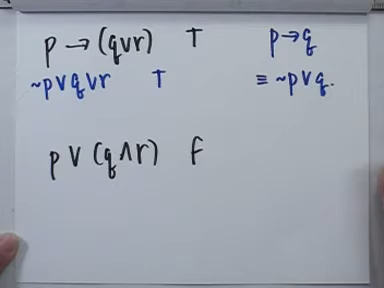 p → (q∨r) T p→q
~p∨q∨r T ≡ ~p∨q.
p ∨ (q∧r) F